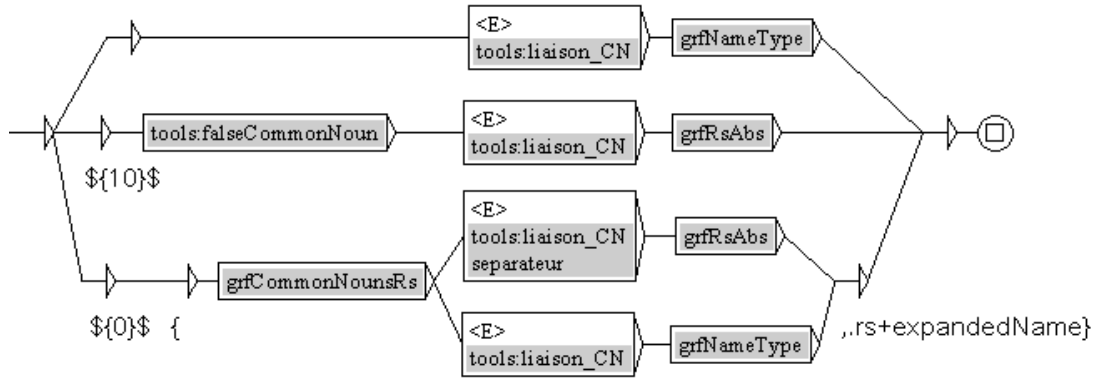 <E>
tools:liaison_CN
grfNameType
tools:falseCommonNoun
<E>
tools:liaison_CN
grfRsAbs
${10}$
<E>
tools:liaison_CN
separateur
grfRsAbs
grfCommonNounsRs
${0}$ {
,.rs+expandedName}
<E>
tools:liaison_CN
grfNameType